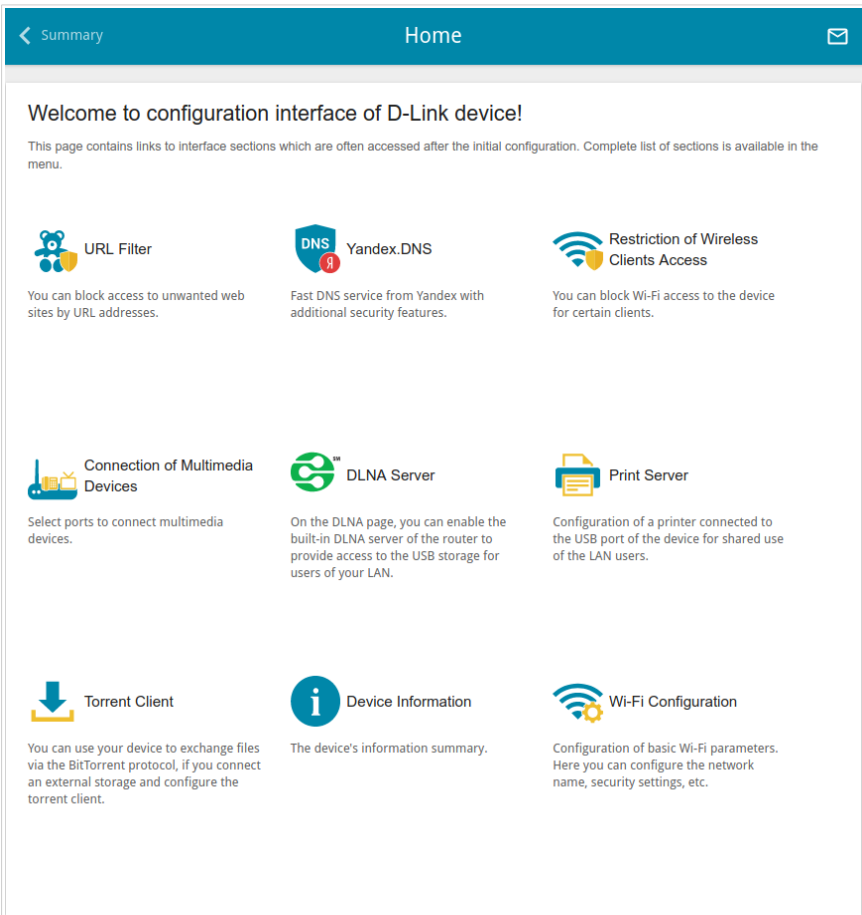 Summary
Home
Welcome to configuration interface of D-Link device!
This page contains links to interface sections which are often accessed after the initial configuration. Complete list of sections is available in the
menu.
URL Filter
You can block access to unwanted web
sites by URL addresses.
DNS
Я
Yandex.DNS
Fast DNS service from Yandex with
additional security features.
Restriction of Wireless
Clients Access
You can block Wi-Fi access to the device
for certain clients.
Connection of Multimedia
Devices
Select ports to connect multimedia
devices.
SM
DLNA Server
On the DLNA page, you can enable the
built-in DLNA server of the router to
provide access to the USB storage for
users of your LAN.
Print Server
Configuration of a printer connected to
the USB port of the device for shared use
of the LAN users.
Torrent Client
You can use your device to exchange files
via the BitTorrent protocol, if you connect
an external storage and configure the
torrent client.
i
Device Information
The device's information summary.
Wi-Fi Configuration
Configuration of basic Wi-Fi parameters.
Here you can configure the network
name, security settings, etc.